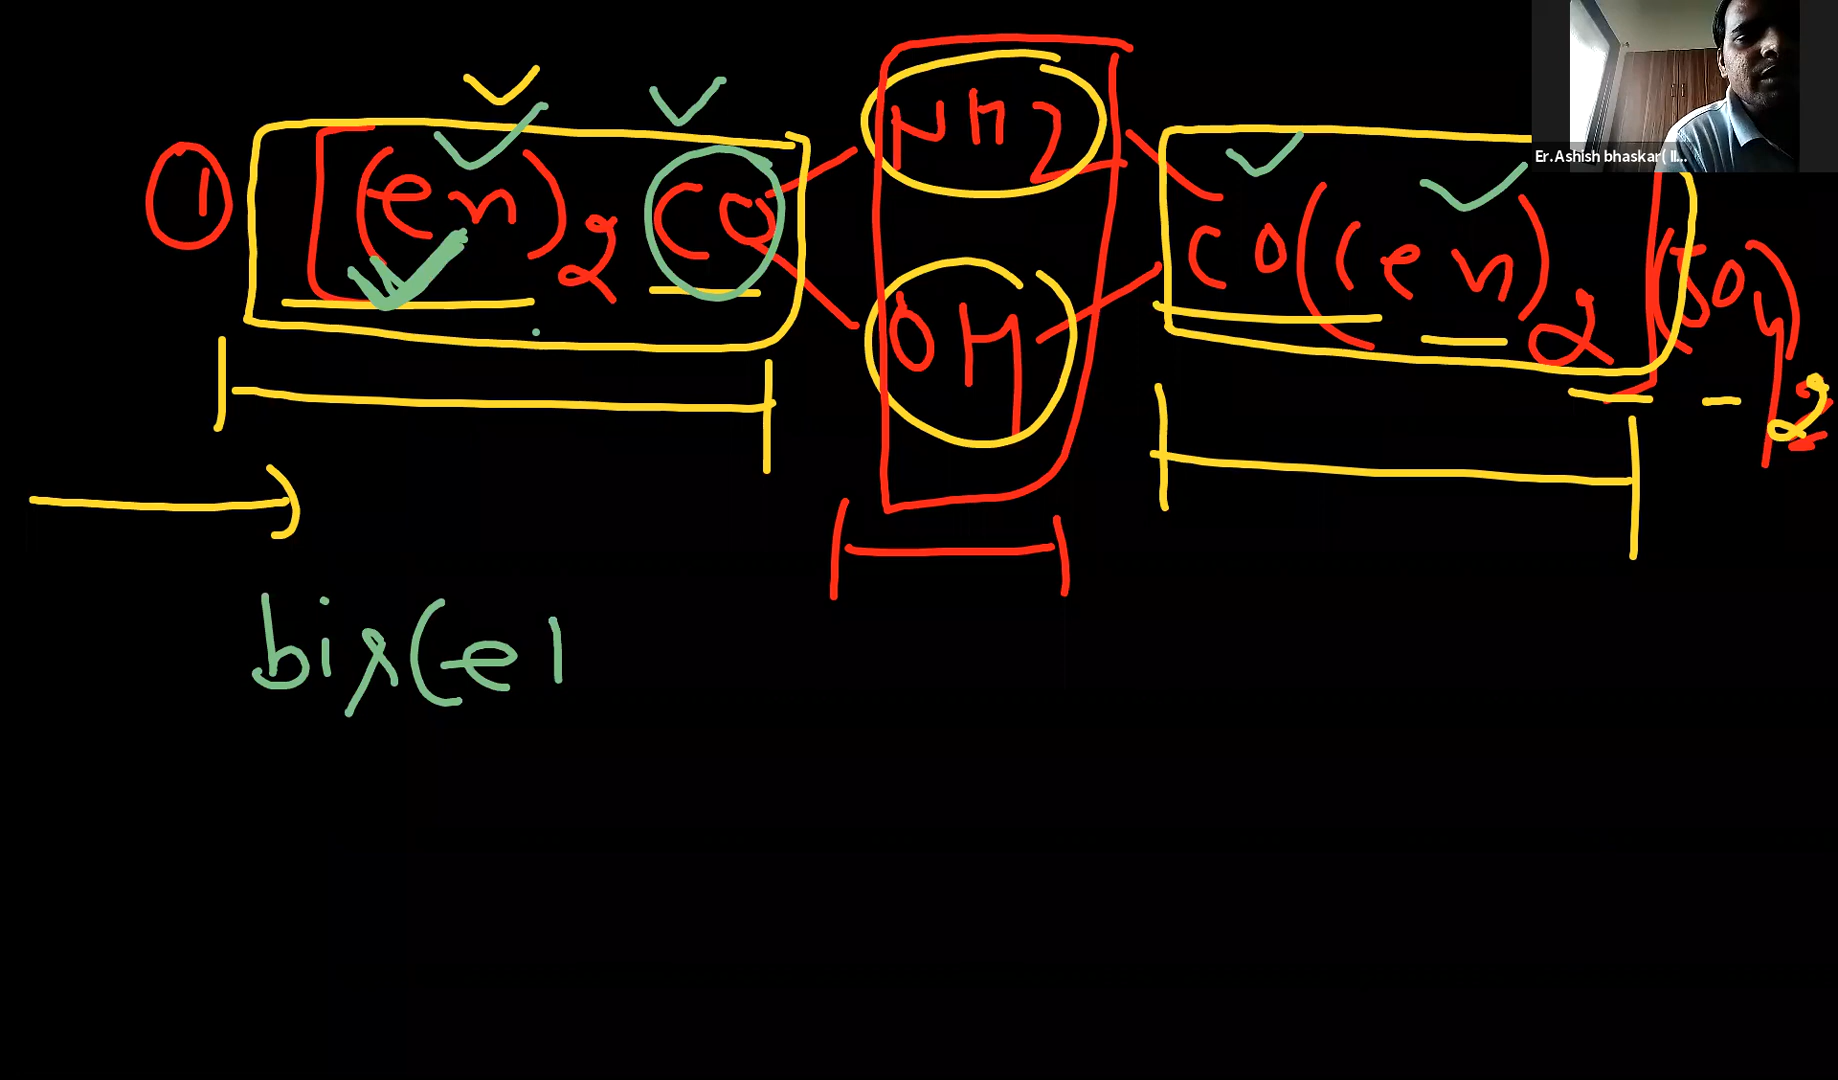 Er.Ashish bhaskar( II...
NH2
① [(en)2 CO CO((en)2 ](SO4)2
OH
bis(el